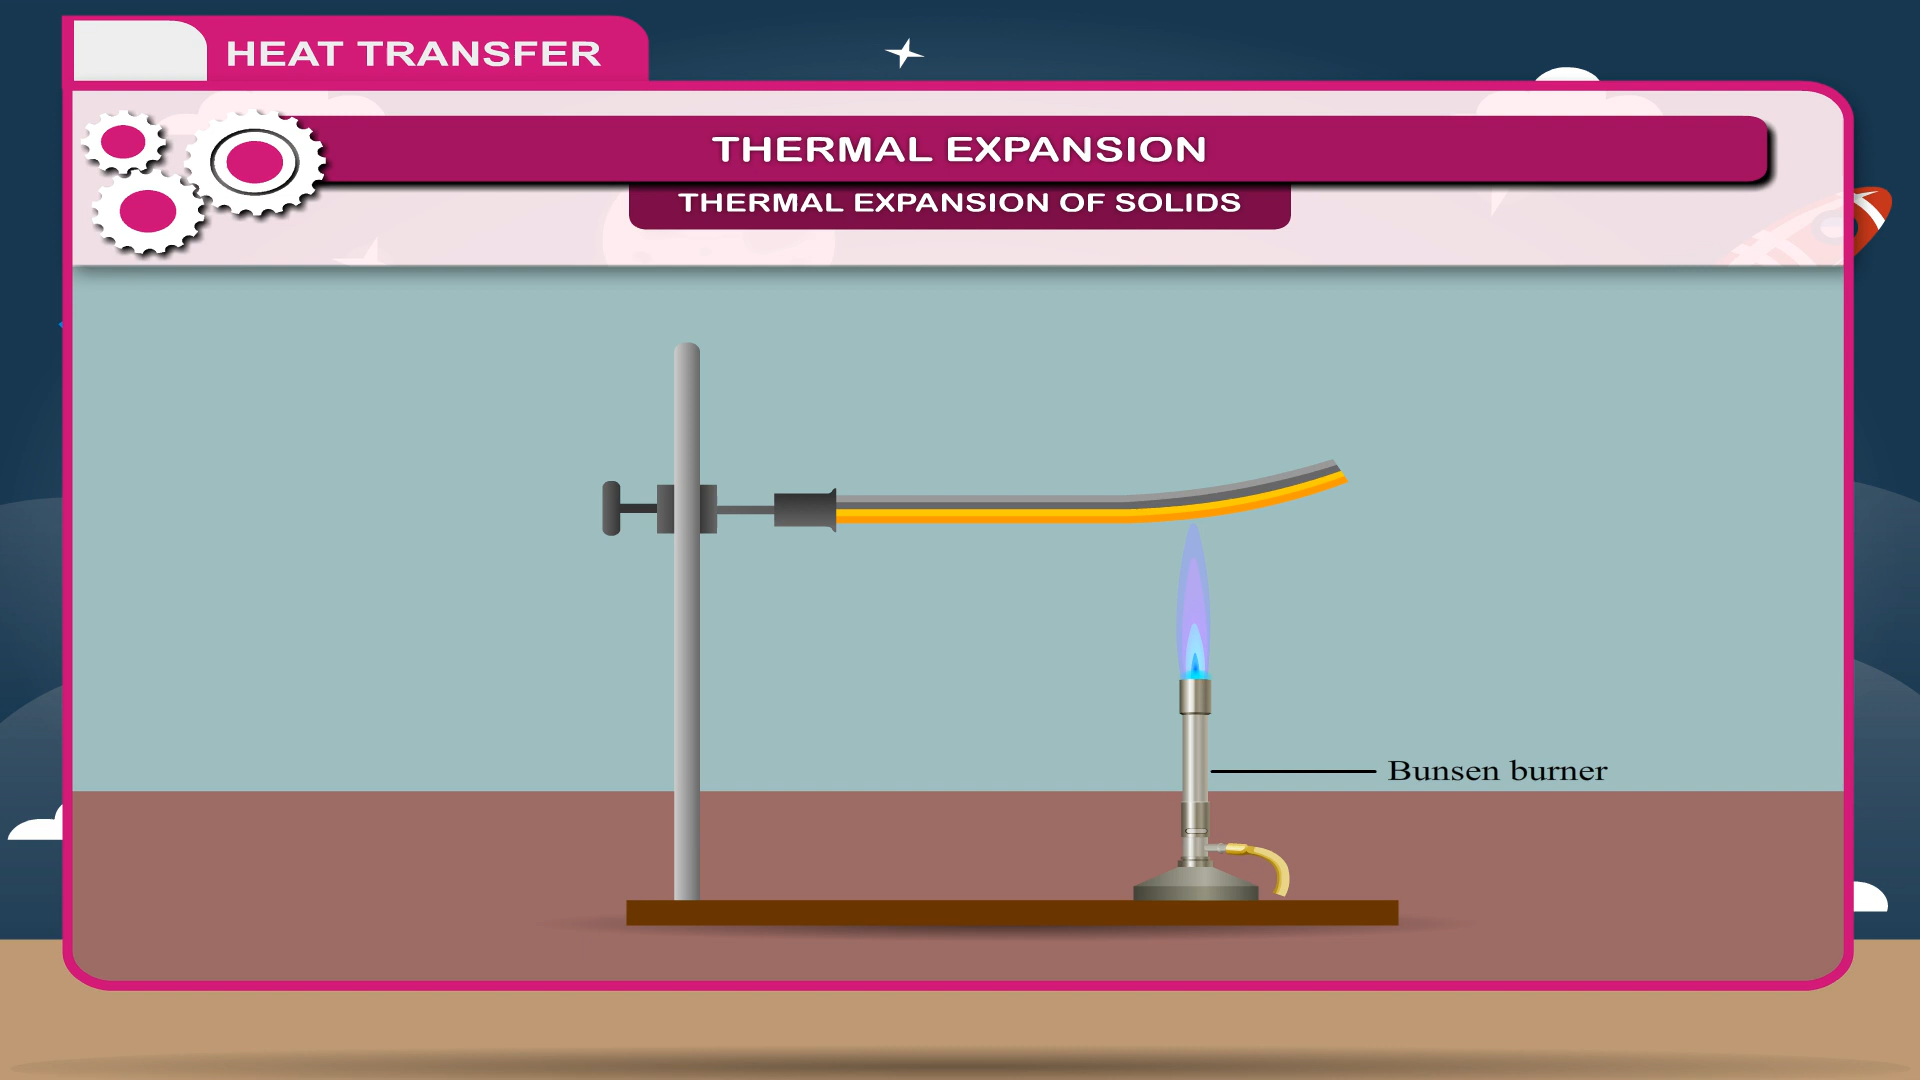 HEAT TRANSFER
THERMAL EXPANSION
THERMAL EXPANSION OF SOLIDS
Bunsen burner